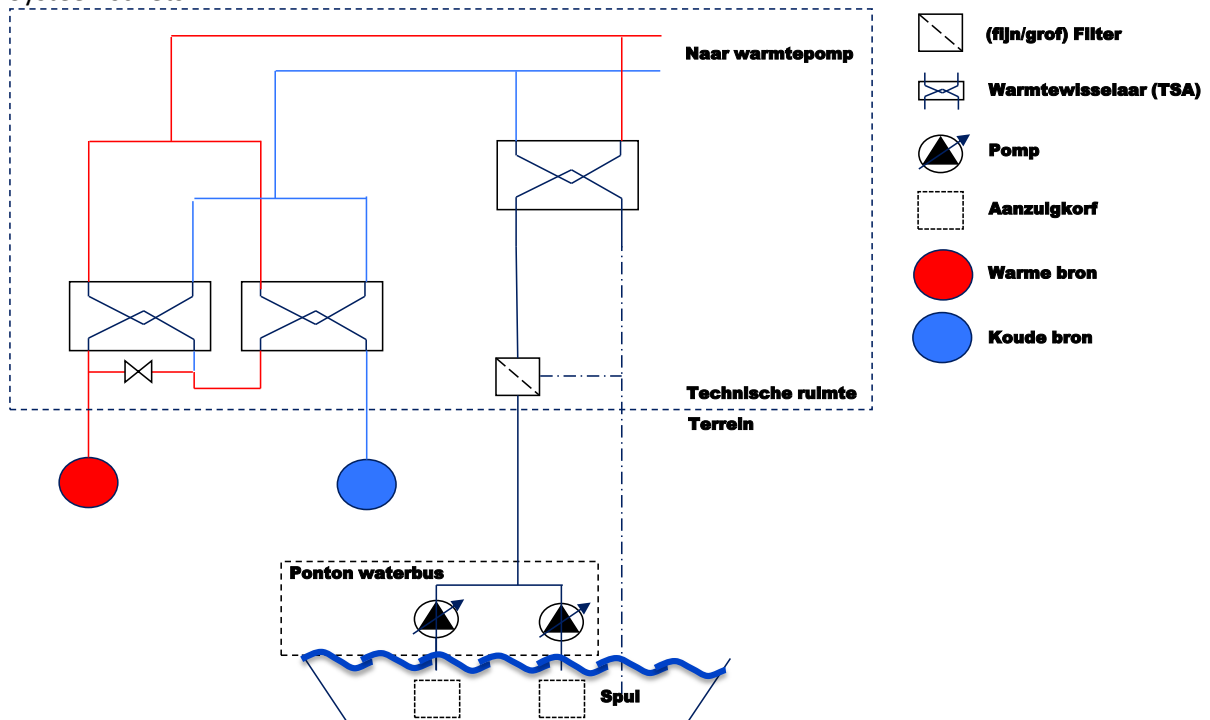 Naar warmtepomp
Technische ruimte
Terrein
Ponton waterbus
Spui
(fijn/grof) Filter
Warmtewisselaar (TSA)
Pomp
Aanzuigkorf
Warme bron
Koude bron